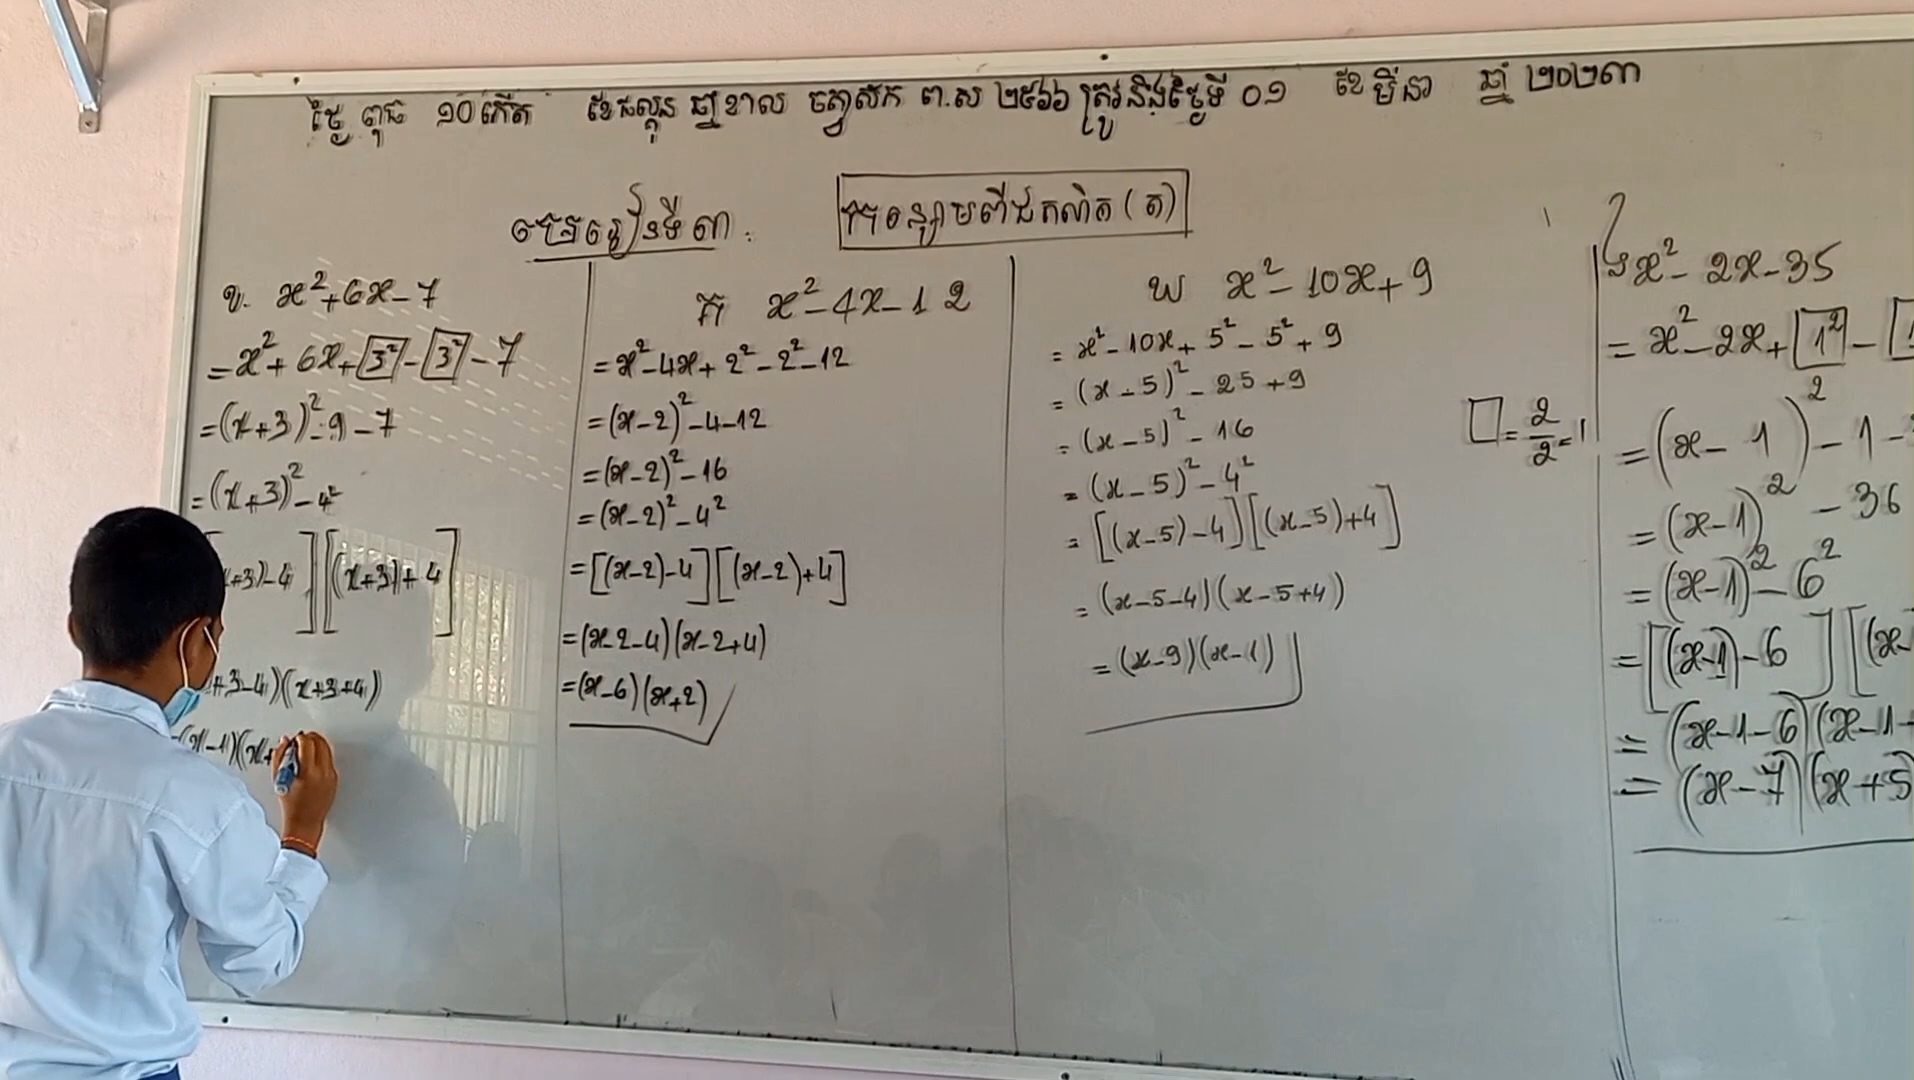 ថ្ងៃ ពុធ ១០កើត ខែផល្គុន ឆ្នាំខាល ចត្វាស័ក ព.ស ២៥៦៦ ត្រូវនឹងថ្ងៃទី ០១ ខែ មីនា ឆ្នាំ ២០២៣
មេរៀនទី ៣: កន្សោមពីជគណិត (ត)
ខ. x²+6x-7
=x²+6x+3²-3²-7
=(x+3)²-9-7
=(x+3)²-4²
+3)-4][(x+3)+4]
+3-4)(x+3+4)
=(x-1)(x+
គ x²-4x-12
=x²-4x+2²-2²-12
=(x-2)²-4-12
=(x-2)²-16
=(x-2)²-4²
=[(x-2)-4][(x-2)+4]
=(x-2-4)(x-2+4)
=(x-6)(x+2)
ឃ x²-10x+9
=x²-10x+5²-5²+9
=(x-5)²-25+9
=(x-5)²-16
=(x-5)²-4²
=[(x-5)-4][(x-5)+4]
=(x-5-4)(x-5+4)
=(x-9)(x-1)
□=2/2=1
x²-2x-35
=x²-2x+1²-
=(x-1)²-1-
=(x-1)²-36
=(x-1)²-6²
=[(x-1)-6][(x-
=(x-1-6)(x-1+
=(x-7)(x+5)